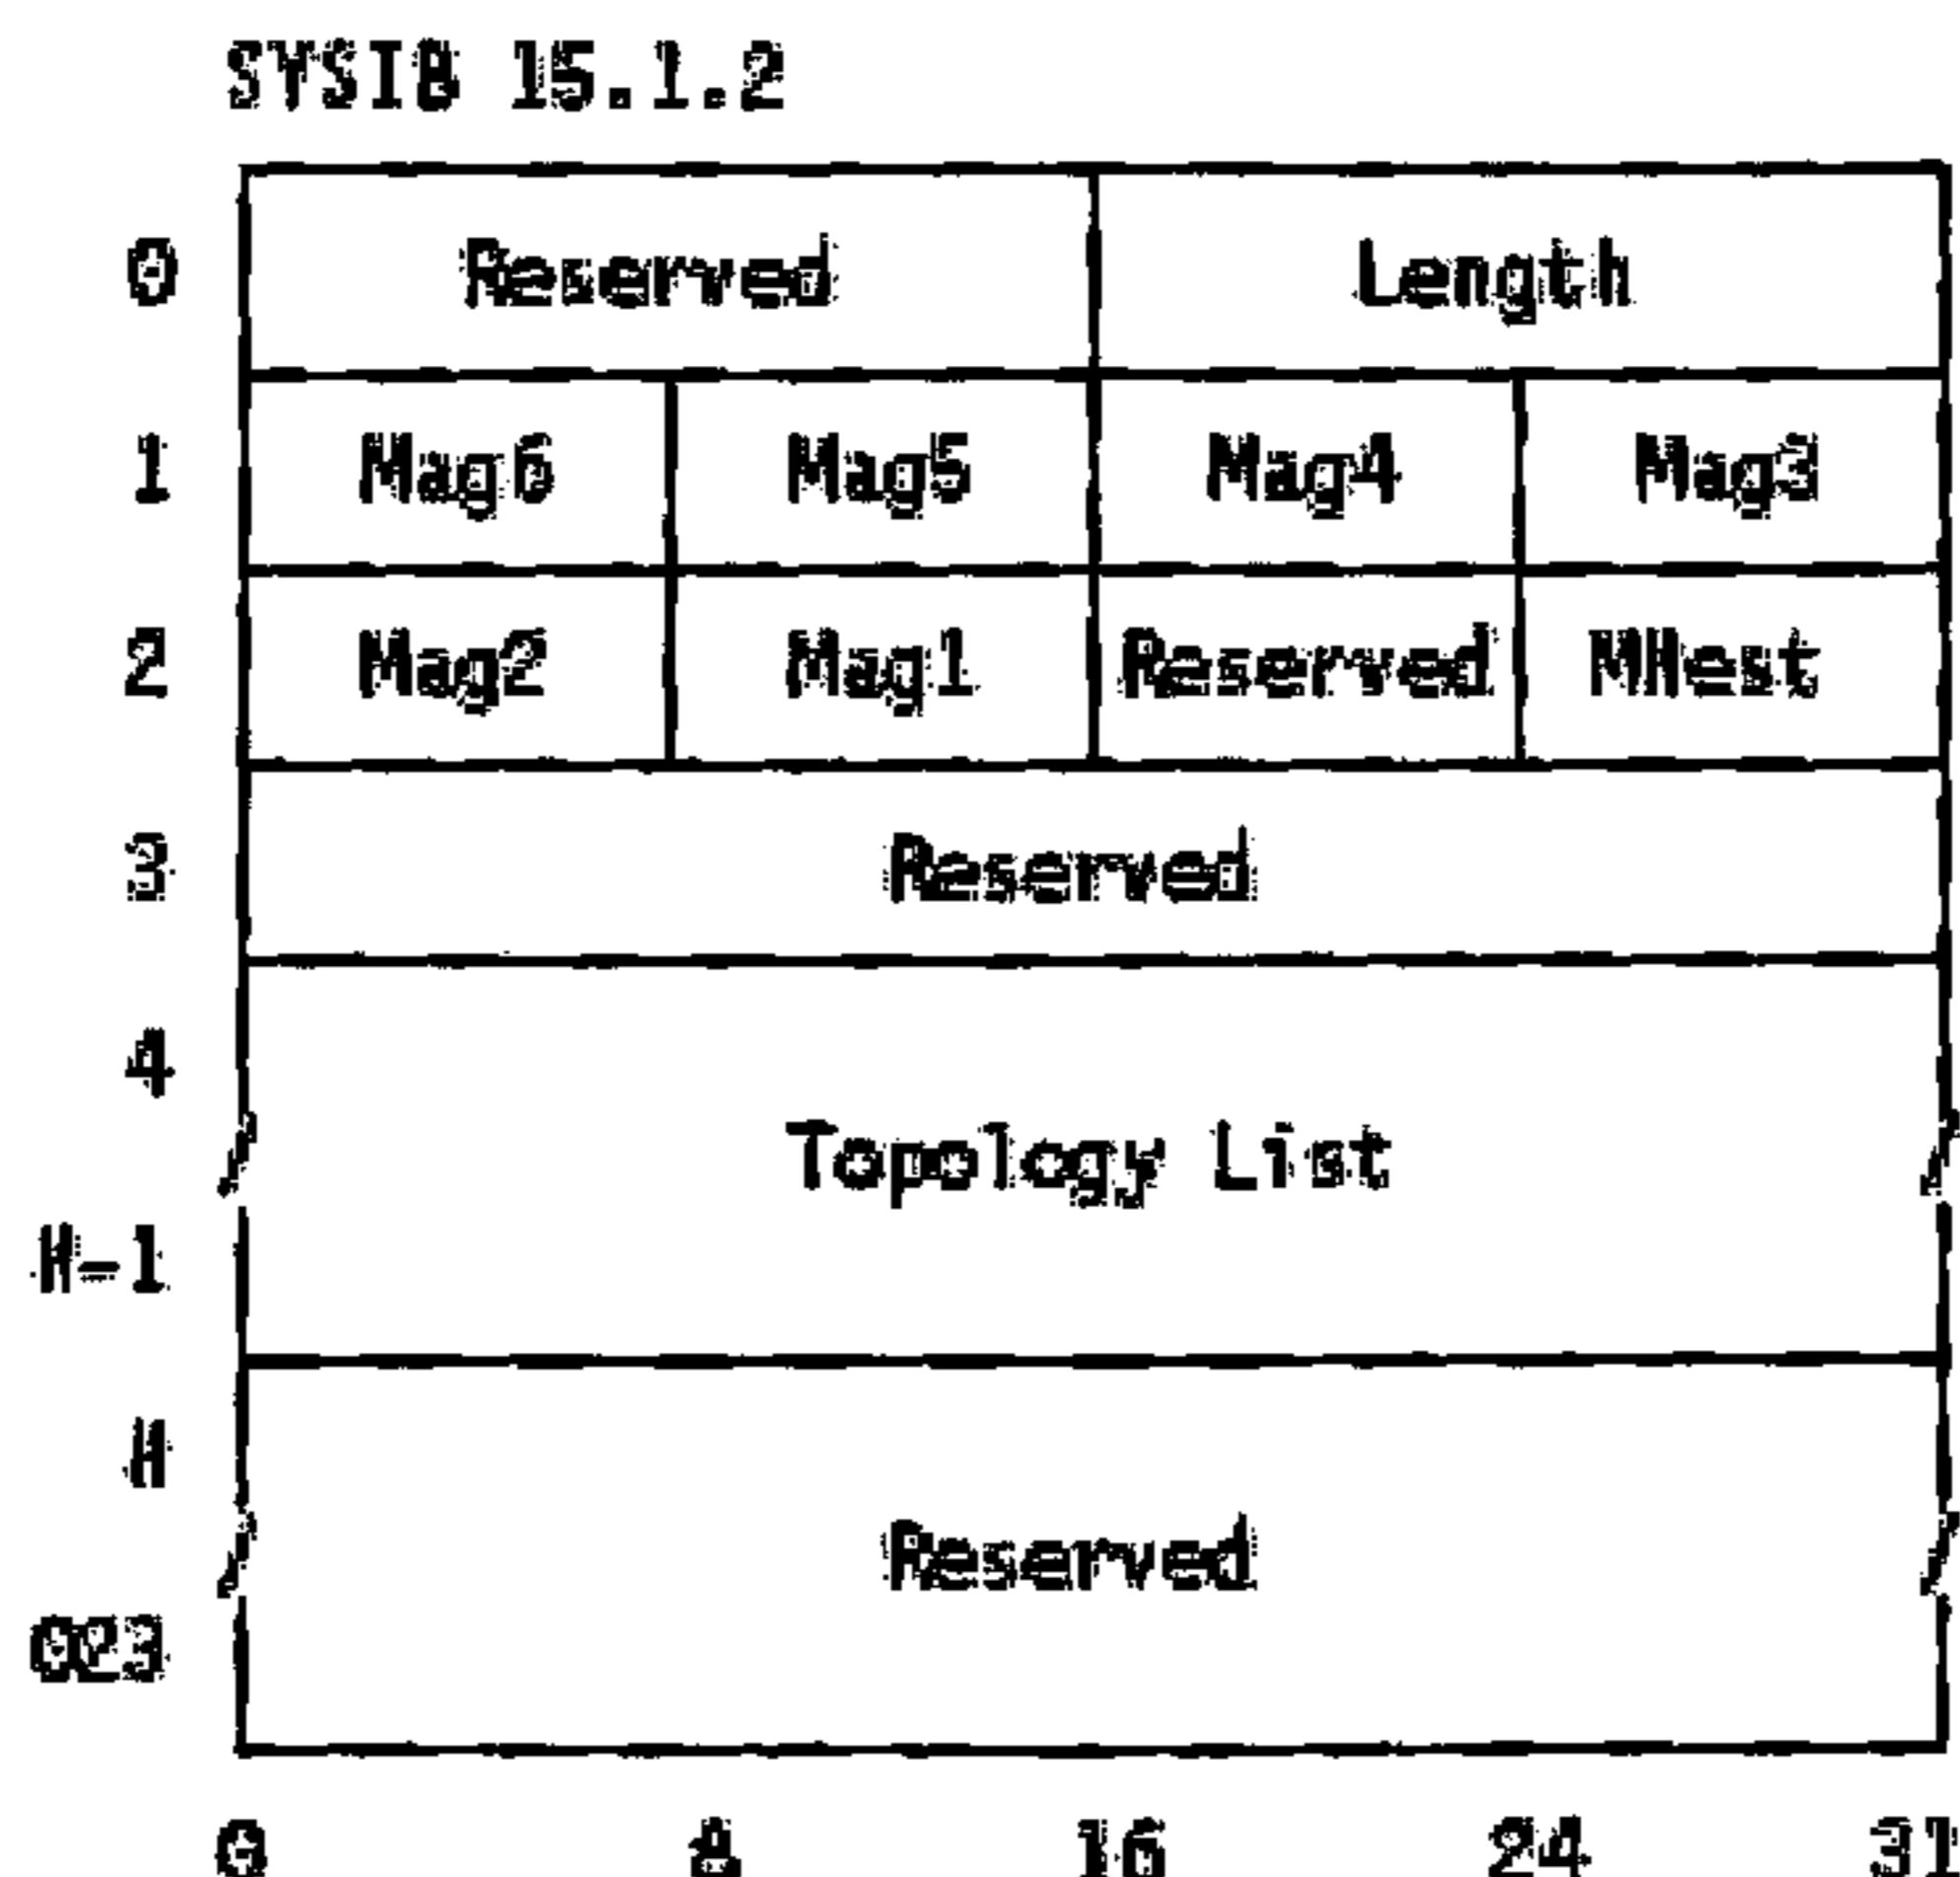 SYSIB 15.1.2
0 Reserved Length
1 Mag6 Mag5 Mag4 Mag3
2 Mag2 Mag1 Reserved MNest
3 Reserved
4
Topology List
N-1
N
Reserved
023
0 8 16 24 31